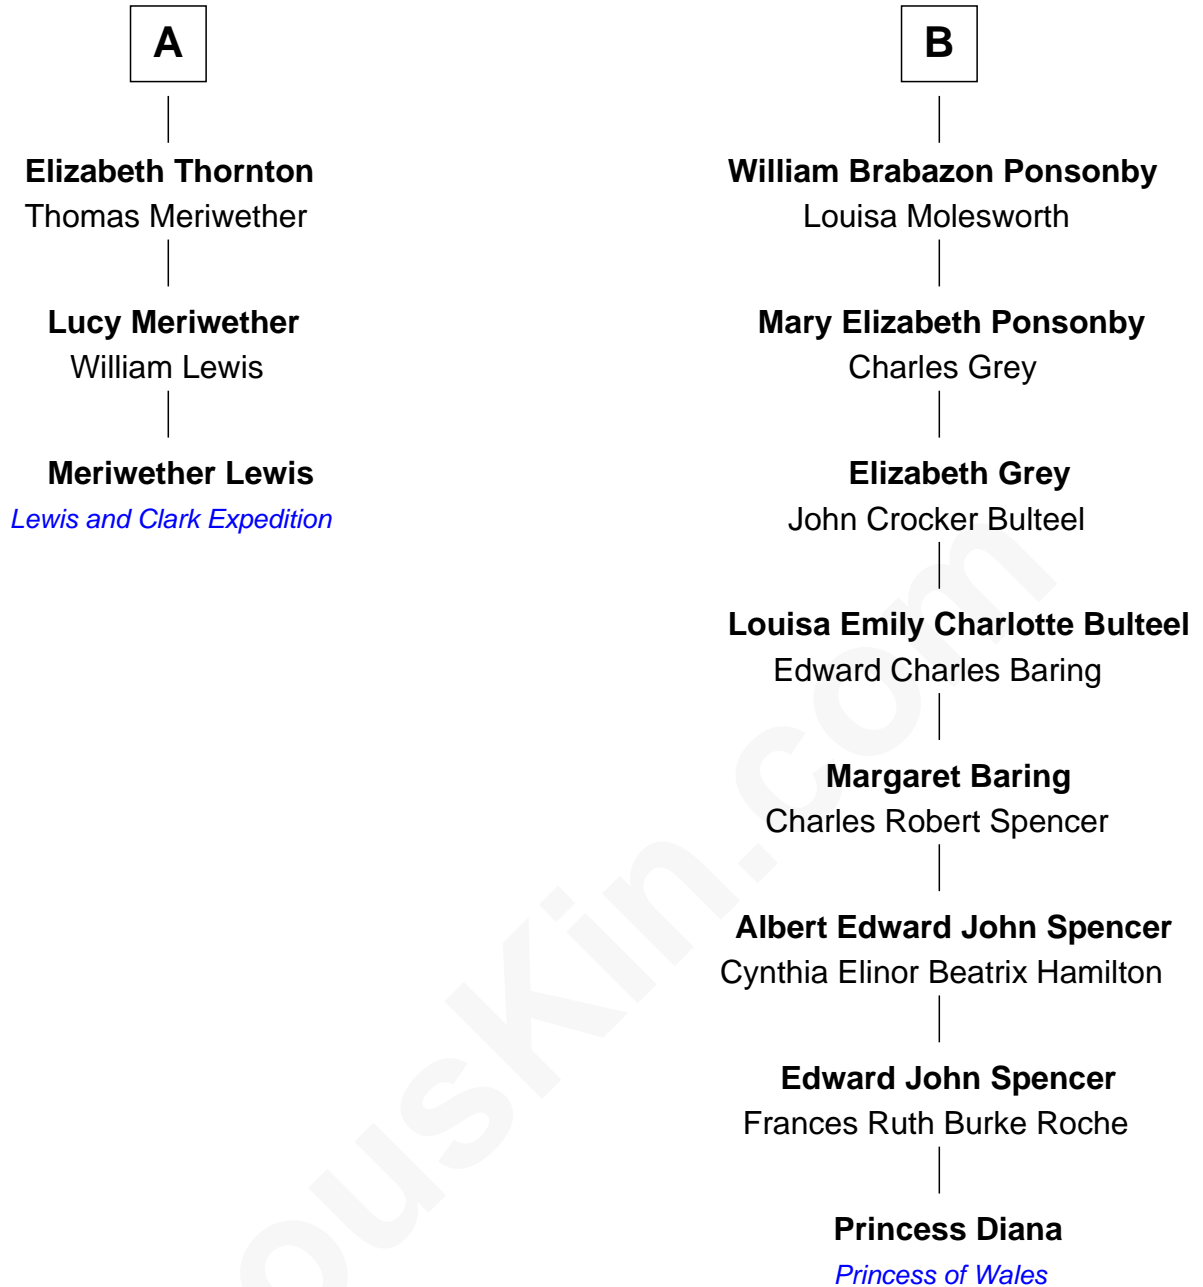 A
Elizabeth Thornton
Thomas Meriwether
Lucy Meriwether
William Lewis
Meriwether Lewis
Lewis and Clark Expedition
B
William Brabazon Ponsonby
Louisa Molesworth
Mary Elizabeth Ponsonby
Charles Grey
Elizabeth Grey
John Crocker Bulteel
Louisa Emily Charlotte Bulteel
Edward Charles Baring
Margaret Baring
Charles Robert Spencer
Albert Edward John Spencer
Cynthia Elinor Beatrix Hamilton
Edward John Spencer
Frances Ruth Burke Roche
Princess Diana
Princess of Wales
ousKin.com